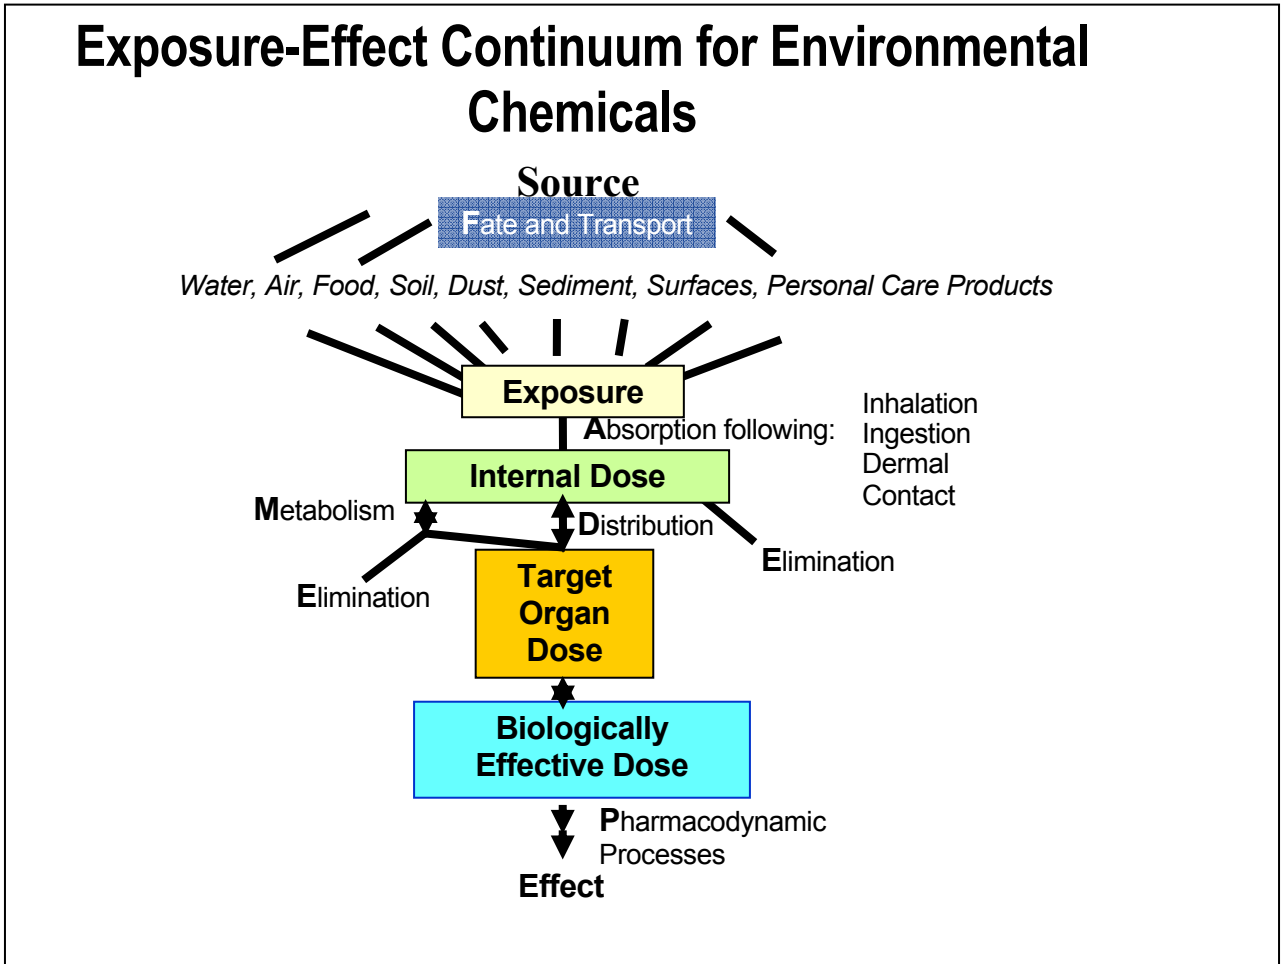 Exposure-Effect Continuum for Environmental
Chemicals
Source
Fate and Transport
Water, Air, Food, Soil, Dust, Sediment, Surfaces, Personal Care Products
Exposure
Absorption following:
Inhalation
Ingestion
Dermal
Contact
Internal Dose
Metabolism
Distribution
Elimination
Elimination
Target
Organ
Dose
Biologically
Effective Dose
Pharmacodynamic
Processes
Effect